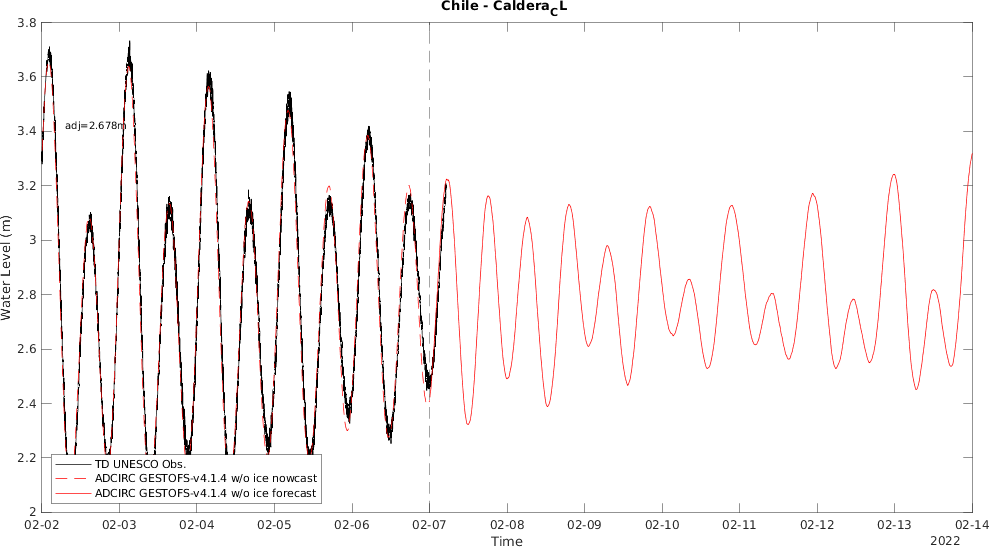 Chile - Caldera_CL
3.8
3.6
3.4
3.2
3
2.8
2.6
2.4
2.2
2
Water Level (m)
adj=2.678m
TD UNESCO Obs.
ADCIRC GESTOFS-v4.1.4 w/o ice nowcast
ADCIRC GESTOFS-v4.1.4 w/o ice forecast
02-02 02-03 02-04 02-05 02-06 02-07 02-08 02-09 02-10 02-11 02-12 02-13 02-14
Time
2022